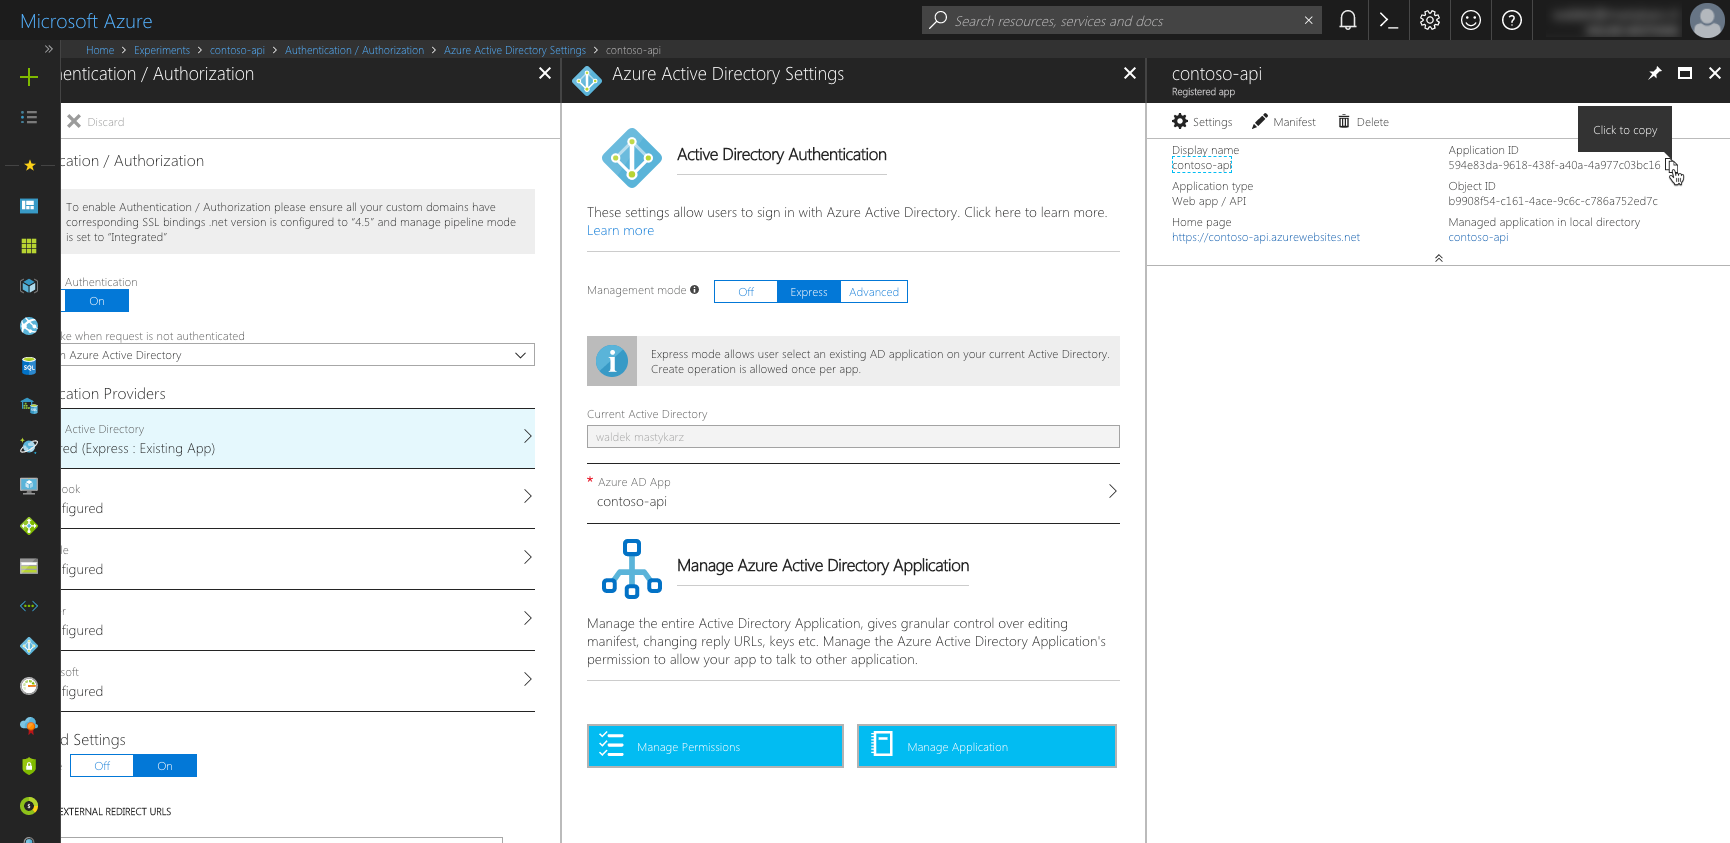 Microsoft Azure
Search resources, services and docs
Home > Experiments > contoso-api > Authentication / Authorization > Azure Active Directory Settings > contoso-api
entication / Authorization
Discard
cation / Authorization
To enable Authentication / Authorization please ensure all your custom domains have
corresponding SSL bindings .net version is configured to "4.5" and manage pipeline mode
is set to "Integrated"
Authentication
On
ke when request is not authenticated
n Azure Active Directory
cation Providers
Active Directory
red (Express : Existing App)
ook
figured
le
figured
r
figured
soft
figured
d Settings
Off
On
EXTERNAL REDIRECT URLS
Azure Active Directory Settings
Active Directory Authentication
These settings allow users to sign in with Azure Active Directory. Click here to learn more.
Learn more
Management mode
Off
Express
Advanced
Express mode allows user select an existing AD application on your current Active Directory.
Create operation is allowed once per app.
Current Active Directory
waldek mastykarz
* Azure AD App
contoso-api
Manage Azure Active Directory Application
Manage the entire Active Directory Application, gives granular control over editing
manifest, changing reply URLs, keys etc. Manage the Azure Active Directory Application's
permission to allow your app to talk to other application.
Manage Permissions
Manage Application
contoso-api
Registered app
Settings
Manifest
Delete
Click to copy
Display name
contoso-api
Application type
Web app / API
Home page
https://contoso-api.azurewebsites.net
Application ID
594e83da-9618-438f-a40a-4a977c03bc16
Object ID
b9908f54-c161-4ace-9c6c-c786a752ed7c
Managed application in local directory
contoso-api